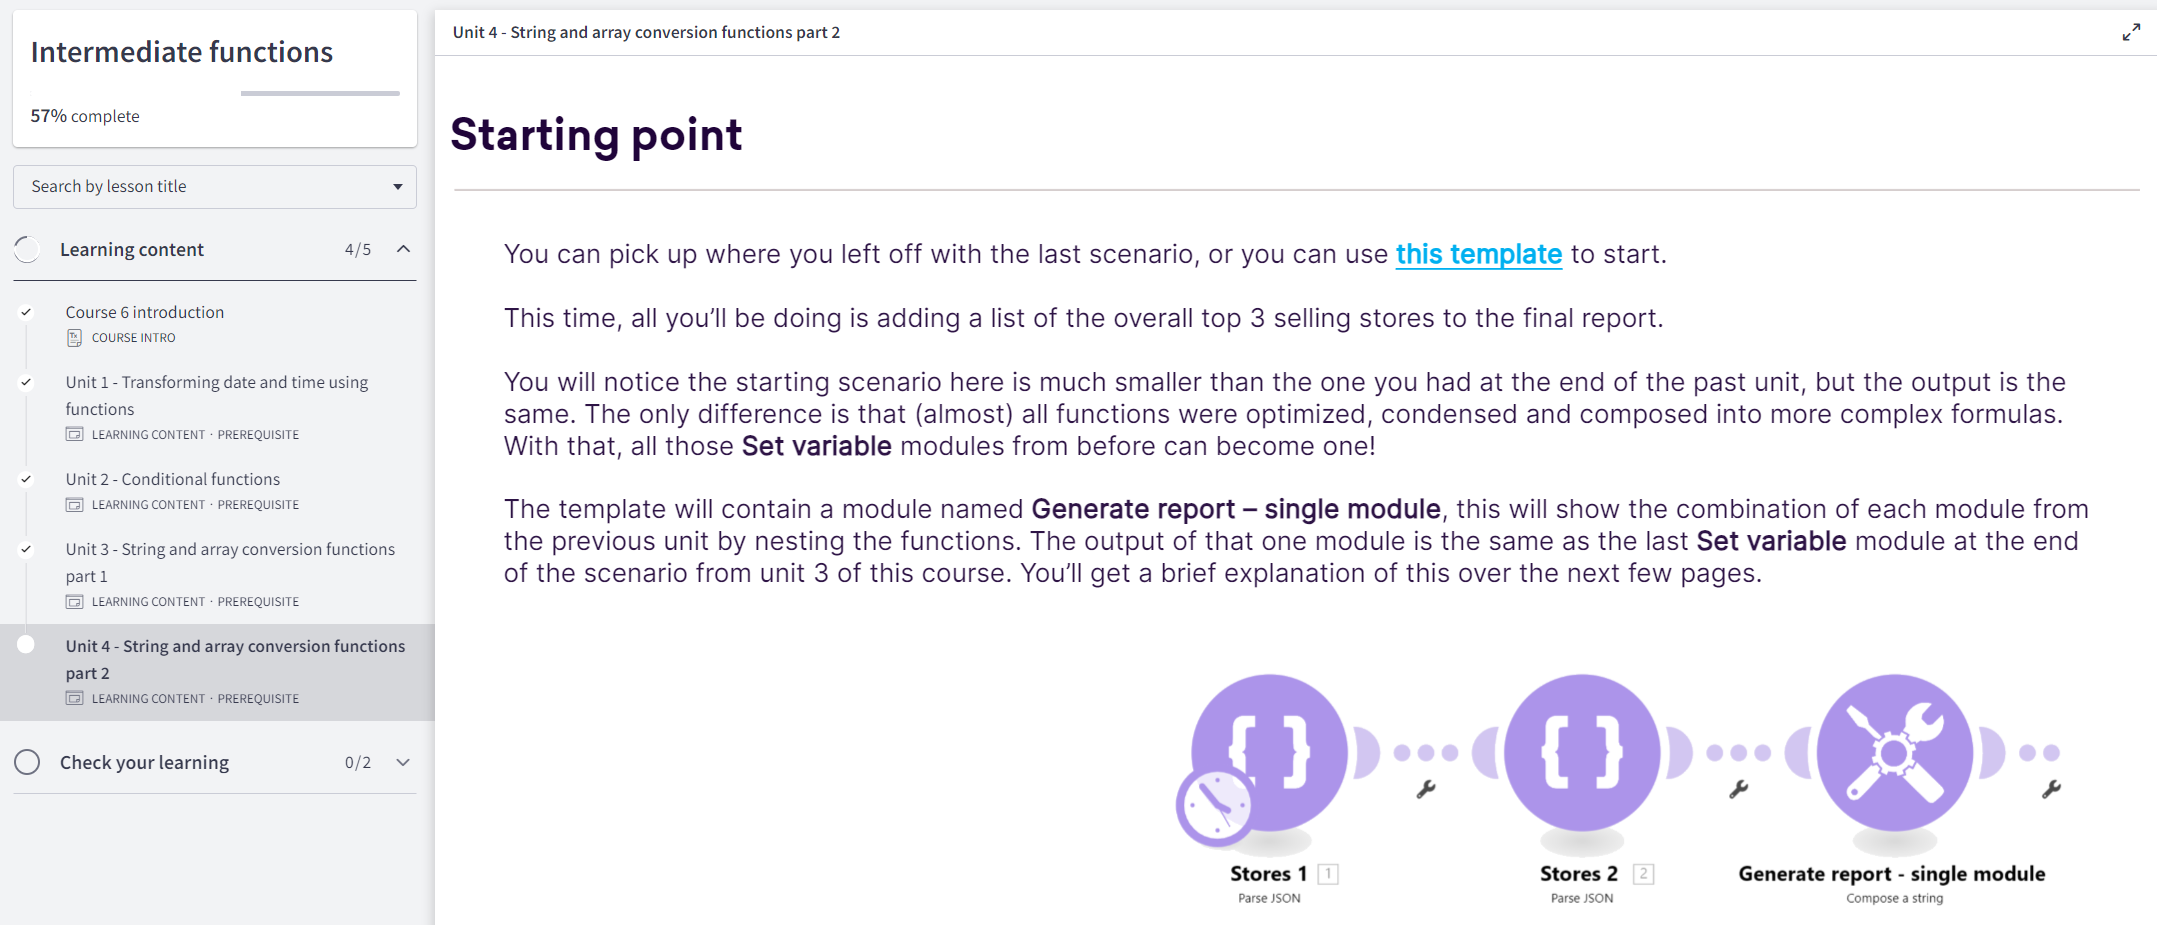 Intermediate functions
57% complete
Search by lesson title
Learning content 4/5
Course 6 introduction
COURSE INTRO
Unit 1 - Transforming date and time using
functions
LEARNING CONTENT · PREREQUISITE
Unit 2 - Conditional functions
LEARNING CONTENT · PREREQUISITE
Unit 3 - String and array conversion functions
part 1
LEARNING CONTENT · PREREQUISITE
Unit 4 - String and array conversion functions
part 2
LEARNING CONTENT · PREREQUISITE
Check your learning 0/2
Unit 4 - String and array conversion functions part 2
Starting point
You can pick up where you left off with the last scenario, or you can use this template to start.
This time, all you’ll be doing is adding a list of the overall top 3 selling stores to the final report.
You will notice the starting scenario here is much smaller than the one you had at the end of the past unit, but the output is the
same. The only difference is that (almost) all functions were optimized, condensed and composed into more complex formulas.
With that, all those Set variable modules from before can become one!
The template will contain a module named Generate report – single module, this will show the combination of each module from
the previous unit by nesting the functions. The output of that one module is the same as the last Set variable module at the end
of the scenario from unit 3 of this course. You’ll get a brief explanation of this over the next few pages.
Stores 1 1
Parse JSON
Stores 2 2
Parse JSON
Generate report - single module
Compose a string